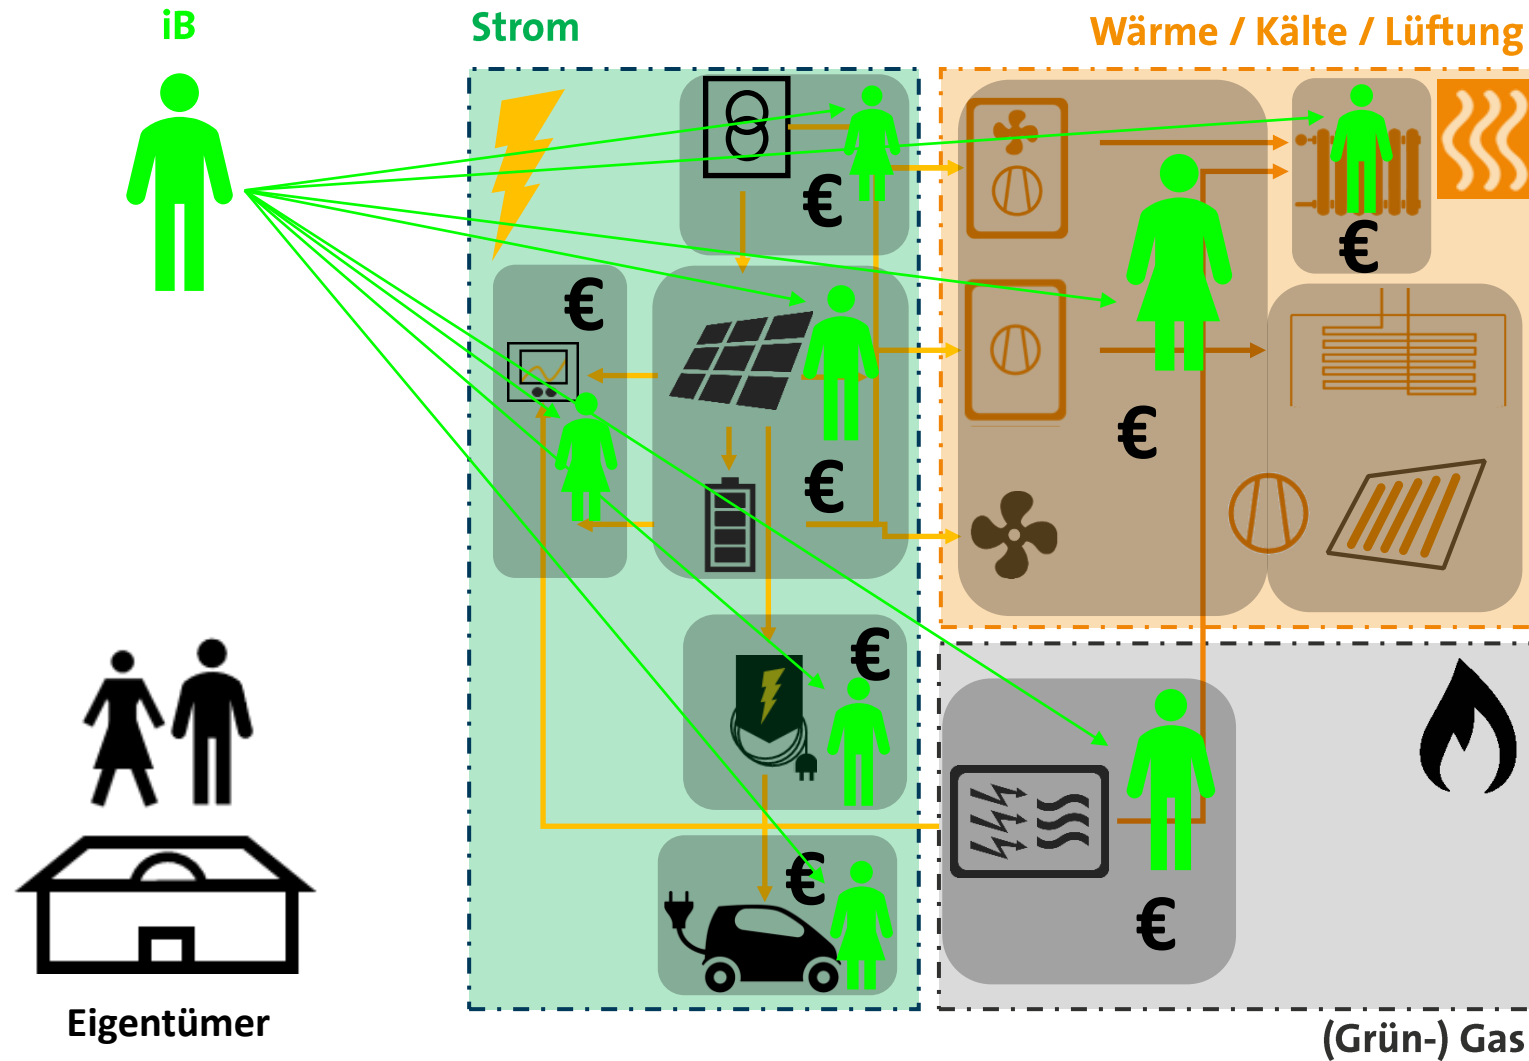 iB
Strom
Wärme / Kälte / Lüftung
€
€
€
€
€
€
€
€
Eigentümer
(Grün-) Gas